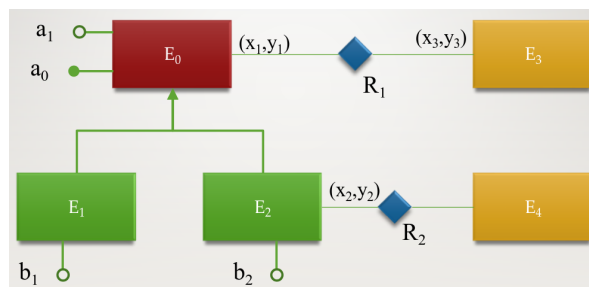 a₁
E₀
(x₁,y₁)
(x₃,y₃)
E₃
a₀
R₁
E₁
E₂
(x₂,y₂)
E₄
R₂
b₁
b₂